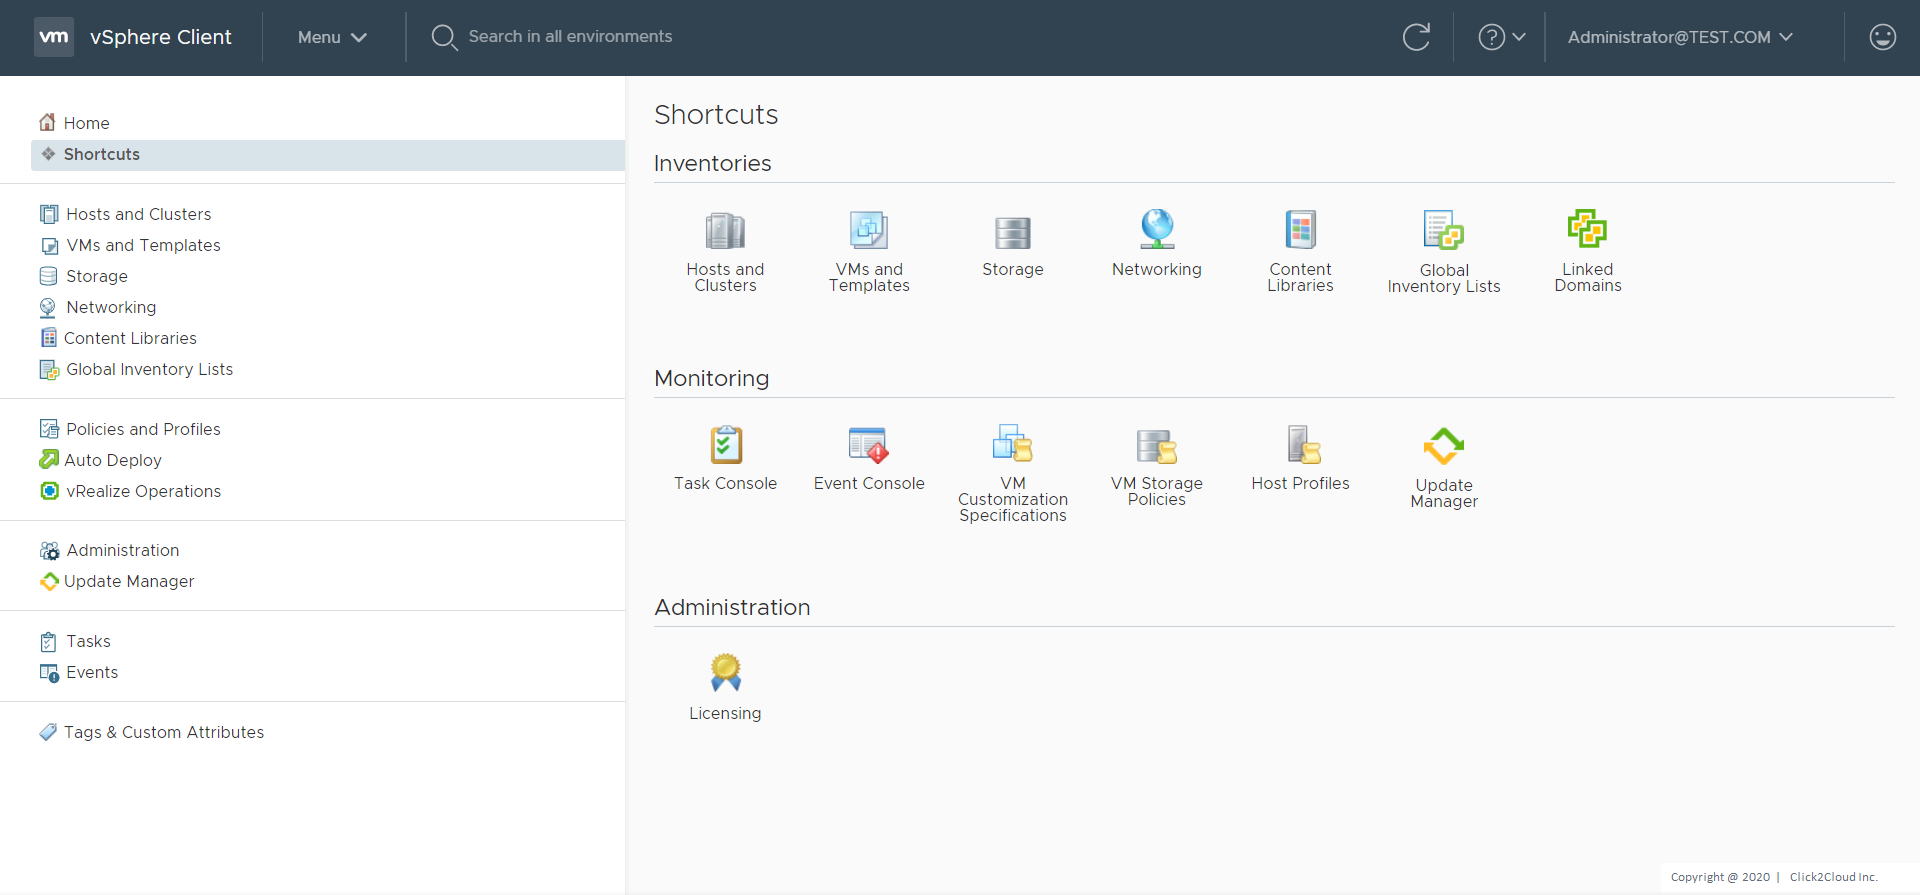 vm vSphere Client Menu Search in all environments ? Administrator@TEST.COM
Home
Shortcuts
Hosts and Clusters
VMs and Templates
Storage
Networking
Content Libraries
Global Inventory Lists
Policies and Profiles
Auto Deploy
vRealize Operations
Administration
Update Manager
Tasks
Events
Tags & Custom Attributes
Shortcuts
Inventories
Hosts and
Clusters
VMs and
Templates
Storage
Networking
Content
Libraries
Global
Inventory Lists
Linked
Domains
Monitoring
Task Console
Event Console
VM
Customization
Specifications
VM Storage
Policies
Host Profiles
Update
Manager
Administration
Licensing
Copyright @ 2020 | Click2Cloud Inc.